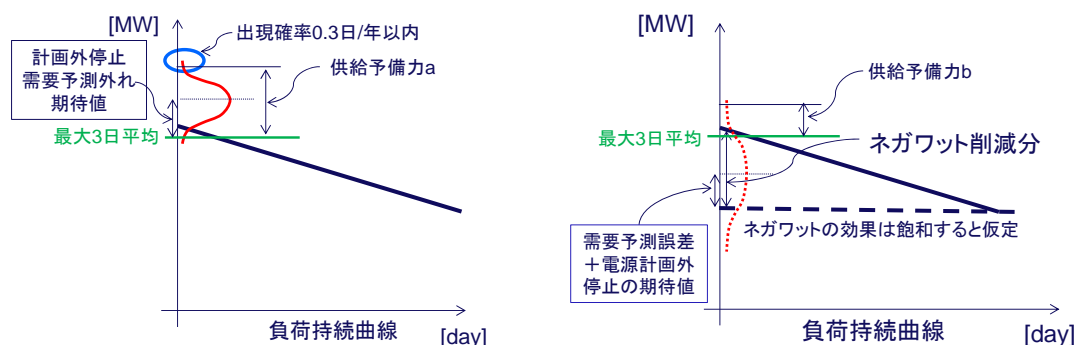 [MW]
出現確率0.3日/年以内
計画外停止
需要予測外れ
期待値
供給予備力a
最大3日平均
負荷持続曲線
[day]
[MW]
供給予備力b
最大3日平均
ネガワット削減分
ネガワットの効果は飽和すると仮定
需要予測誤差
＋電源計画外
停止の期待値
負荷持続曲線
[day]